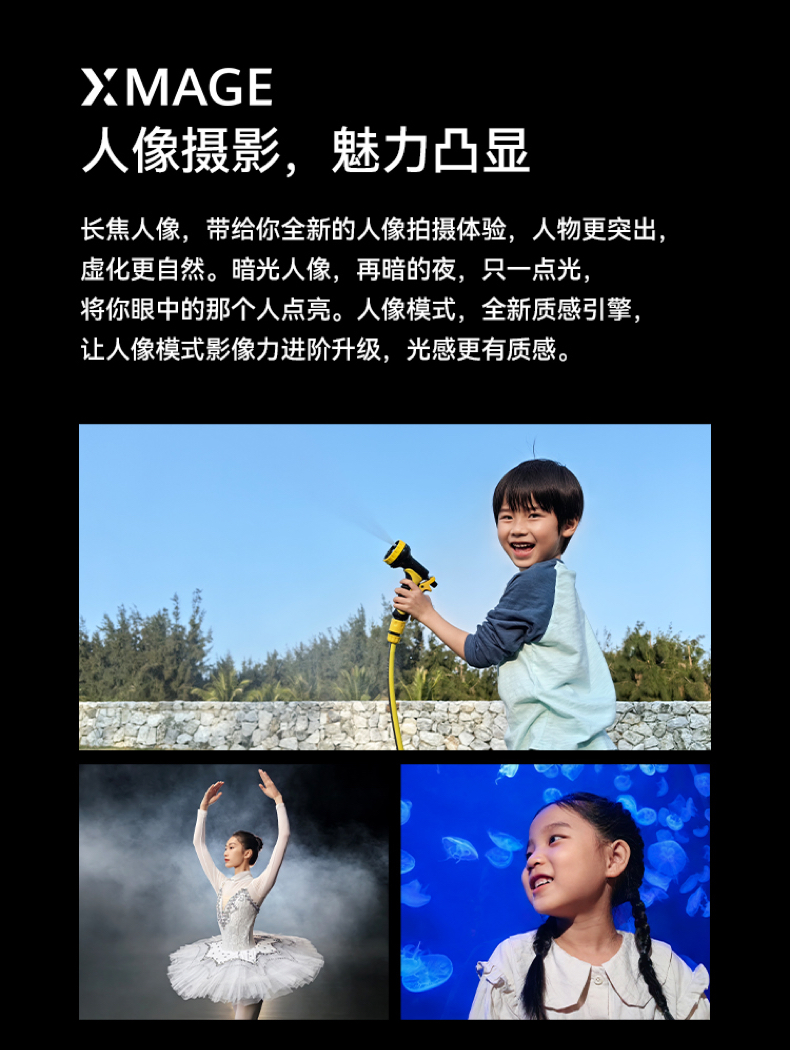 XMAGE
人像摄影，魅力凸显
长焦人像，带给你全新的人像拍摄体验，人物更突出，
虚化更自然。暗光人像，再暗的夜，只一点光，
将你眼中的那个人点亮。人像模式，全新质感引擎，
让人像模式影像力进阶升级，光感更有质感。